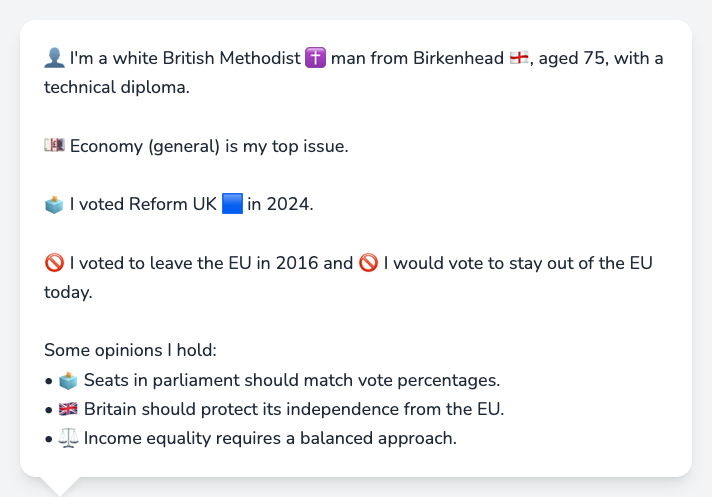 👤 I'm a white British Methodist ✝️ man from Birkenhead 🏴󠁧󠁢󠁥󠁮󠁧󠁿, aged 75, with a
technical diploma.
💷 Economy (general) is my top issue.
🗳️ I voted Reform UK 🟦 in 2024.
🚫 I voted to leave the EU in 2016 and 🚫 I would vote to stay out of the EU
today.
Some opinions I hold:
• 🗳️ Seats in parliament should match vote percentages.
• 🇬🇧 Britain should protect its independence from the EU.
• ⚖️ Income equality requires a balanced approach.